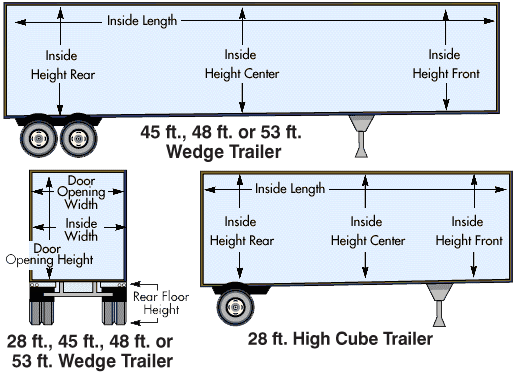 Inside Length
Inside
Height Rear
Inside
Height Center
Inside
Height Front
45 ft., 48 ft. or 53 ft.
Wedge Trailer
Door
Opening
Width
Inside
Width
Door
Opening Height
Rear Floor
Height
28 ft., 45 ft., 48 ft. or
53 ft. Wedge Trailer
Inside Length
Inside
Height Rear
Inside
Height Center
Inside
Height Front
28 ft. High Cube Trailer